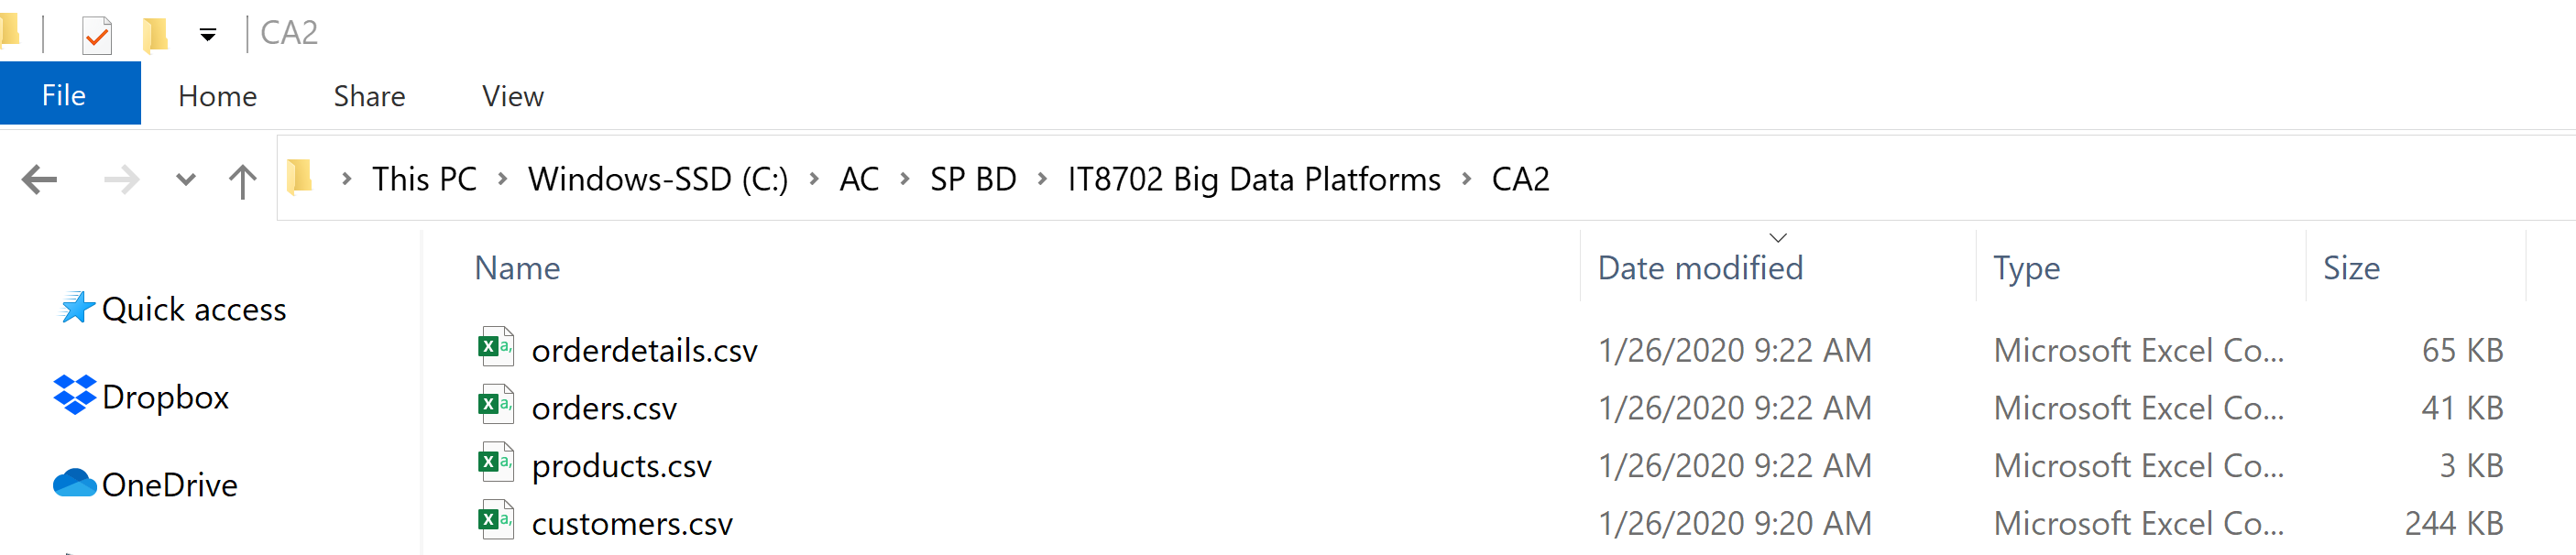 CA2
File Home Share View
This PC > Windows-SSD (C:) > AC > SP BD > IT8702 Big Data Platforms > CA2
Name Date modified Type Size
Quick access
orderdetails.csv 1/26/2020 9:22 AM Microsoft Excel Co... 65 KB
Dropbox
orders.csv 1/26/2020 9:22 AM Microsoft Excel Co... 41 KB
products.csv 1/26/2020 9:22 AM Microsoft Excel Co... 3 KB
OneDrive
customers.csv 1/26/2020 9:20 AM Microsoft Excel Co... 244 KB